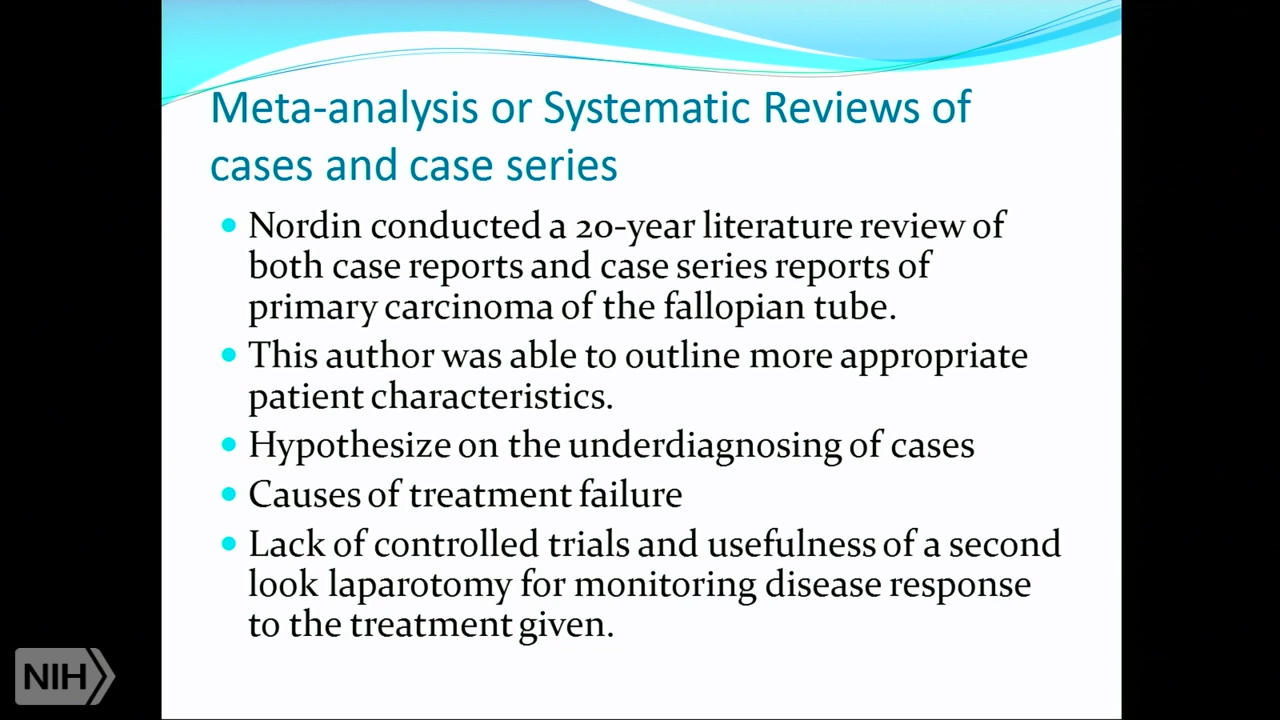 Meta-analysis or Systematic Reviews of
cases and case series
Nordin conducted a 20-year literature review of
both case reports and case series reports of
primary carcinoma of the fallopian tube.
This author was able to outline more appropriate
patient characteristics.
Hypothesize on the underdiagnosing of cases
Causes of treatment failure
Lack of controlled trials and usefulness of a second
look laparotomy for monitoring disease response
to the treatment given.
NIH